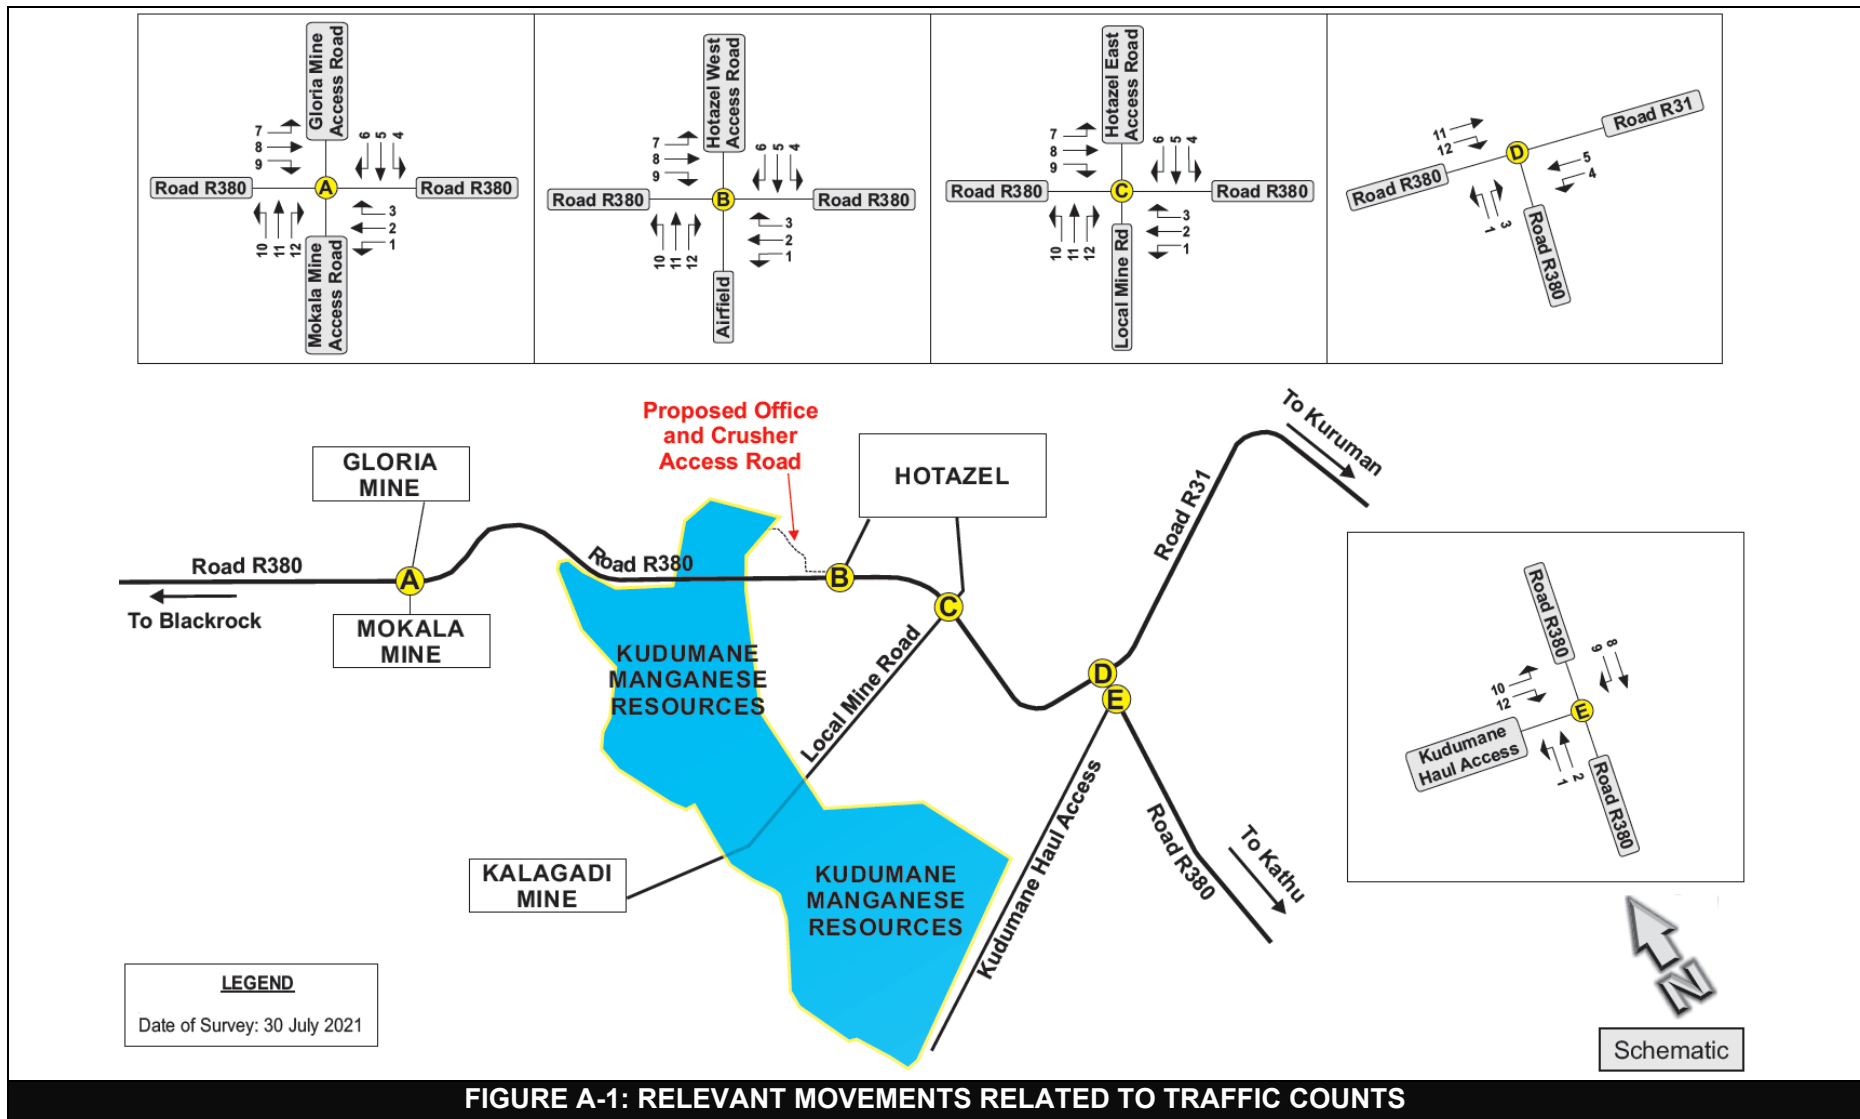 Gloria Mine
Access Road
7
8
9
6
5
4
Road R380
A
Road R380
10
11
12
3
2
1
Mokala Mine
Access Road
Hotazel West
Access Road
7
8
9
6
5
4
Road R380
B
Road R380
10
11
12
3
2
1
Airfield
Hotazel East
Access Road
7
8
9
6
5
4
Road R380
C
Road R380
10
11
12
3
2
1
Local Mine Rd
Road R31
11
12
D
5
4
Road R380
1
3
Road R380
Proposed Office
and Crusher
Access Road
GLORIA
MINE
HOTAZEL
To Kuruman
Road R31
Road R380
Road R380
A
B
C
To Blackrock
MOKALA
MINE
KUDUMANE
MANGANESE
RESOURCES
Local Mine Road
D
E
Kudumane Haul Access
Road R380
To Kathu
KALAGADI
MINE
KUDUMANE
MANGANESE
RESOURCES
Road R380
9
8
10
12
E
Kudumane
Haul Access
1
2
Road R380
N
LEGEND
Date of Survey: 30 July 2021
Schematic
FIGURE A-1: RELEVANT MOVEMENTS RELATED TO TRAFFIC COUNTS